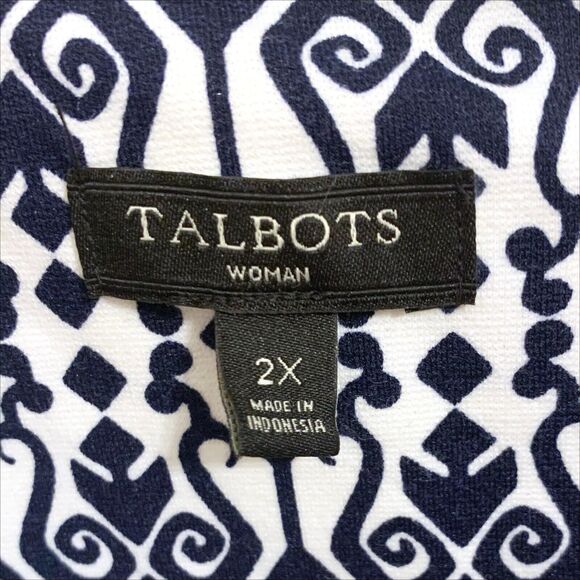 TALBOTS
WOMAN
2X
MADE IN
INDONESIA